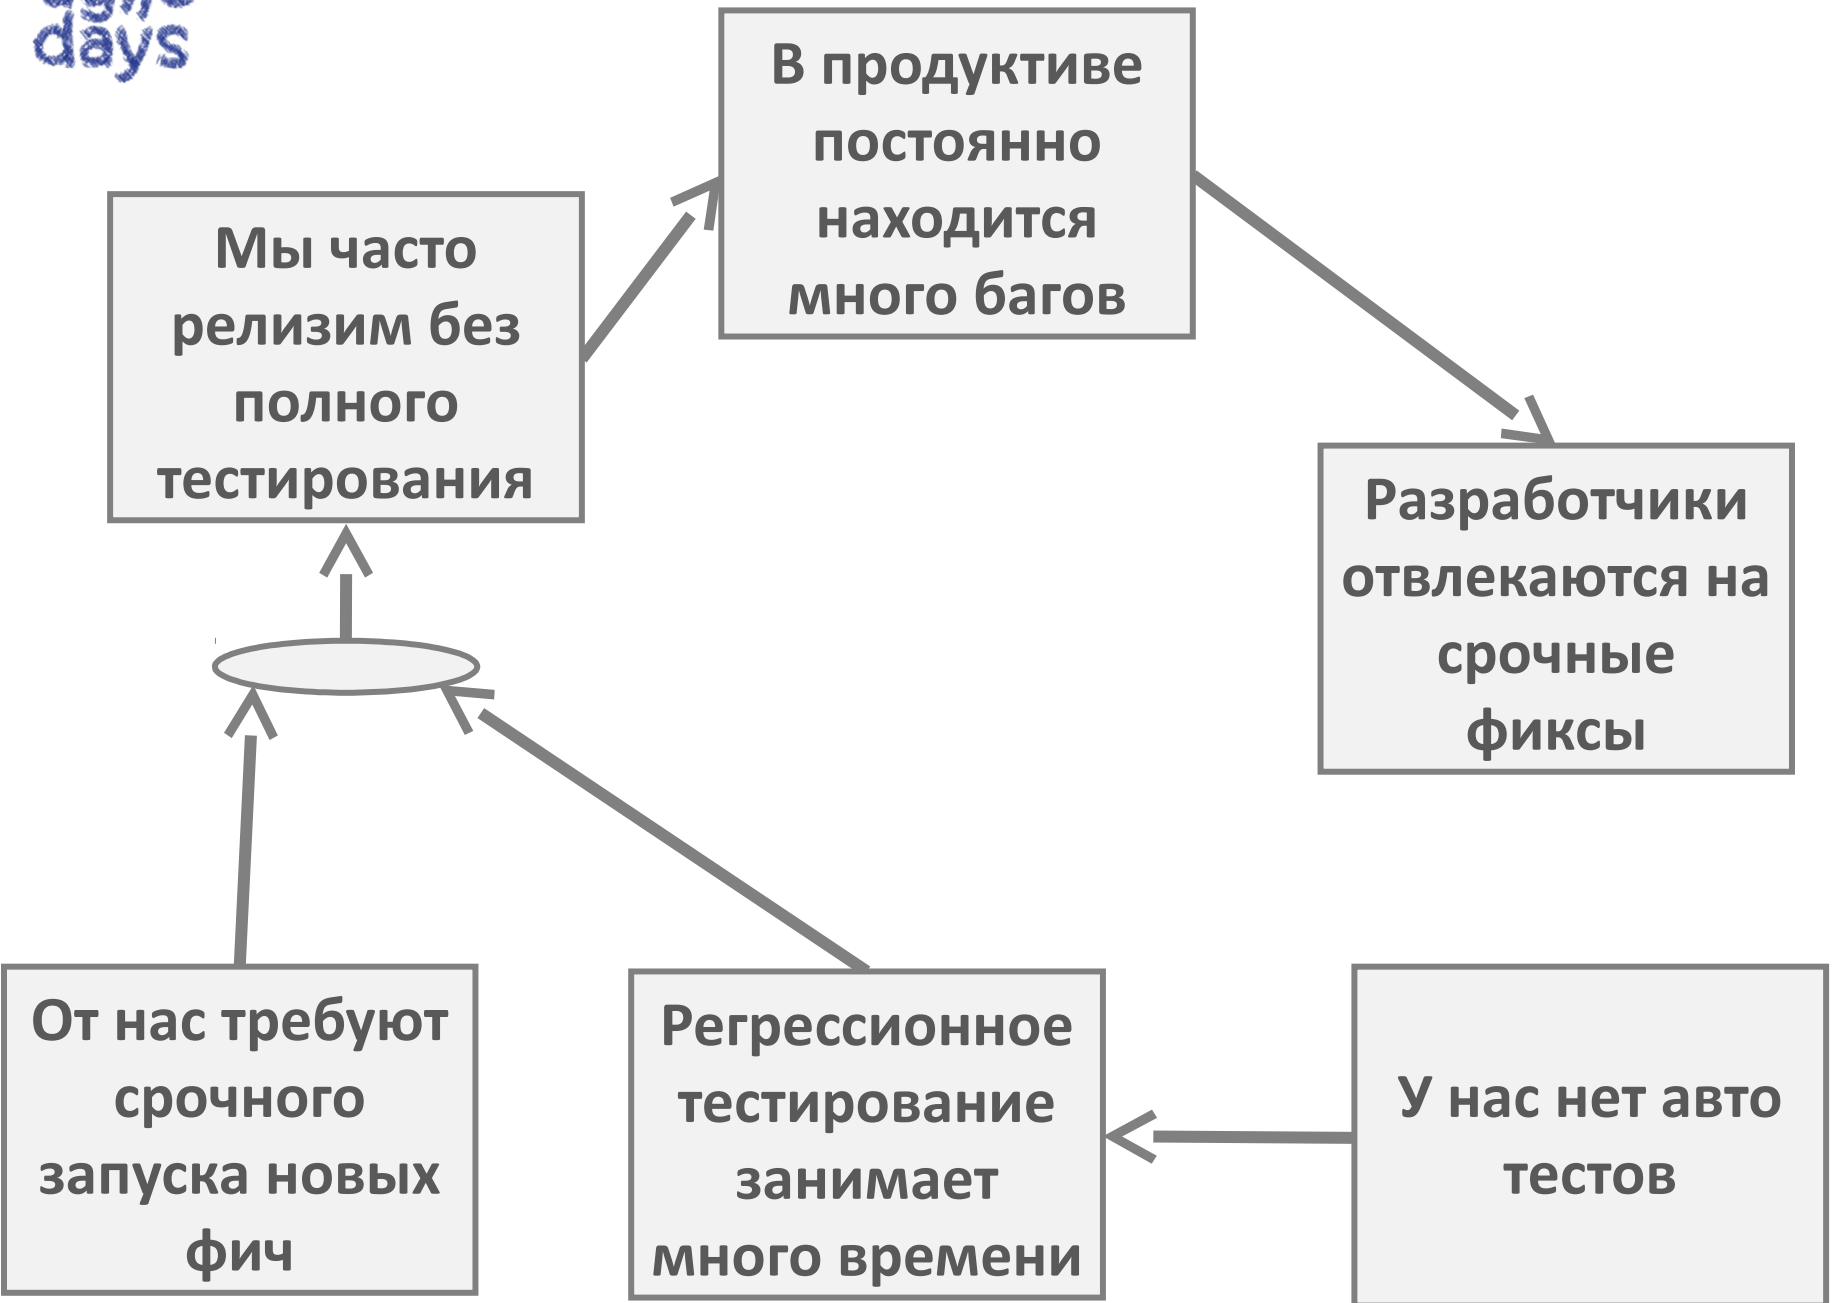 days
В продуктиве
постоянно
находится
много багов
Мы часто
релизим без
полного
тестирования
Разработчики
отвлекаются на
срочные
фиксы
От нас требуют
срочного
запуска новых
фич
Регрессионное
тестирование
занимает
много времени
У нас нет авто
тестов